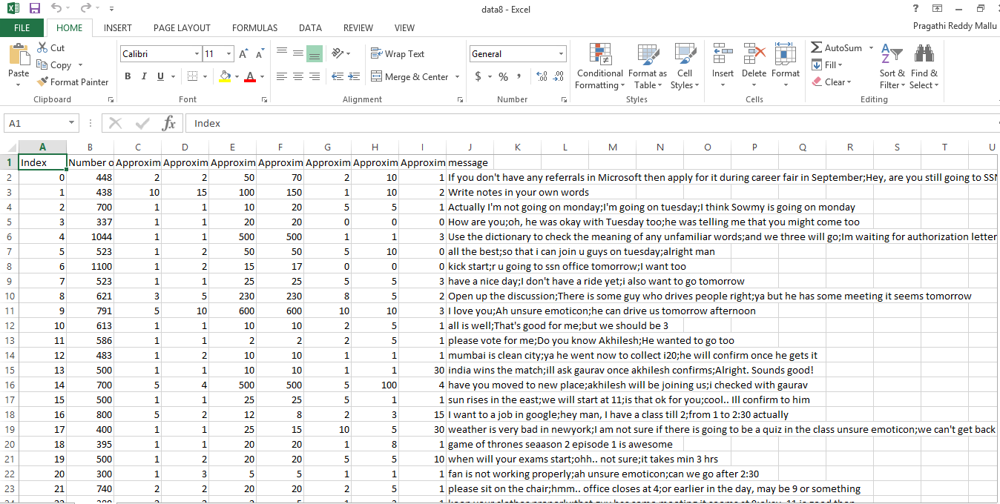 data8 - Excel
FILE HOME INSERT PAGE LAYOUT FORMULAS DATA REVIEW VIEW Pragathi Reddy Mallu
Paste
Cut
Copy
Format Painter
Clipboard
Calibri 11
B I U
Font
Wrap Text
Merge & Center
Alignment
General
$ % ,
Number
Conditional Formatting
Format as Table
Cell Styles
Styles
Insert Delete Format
Cells
AutoSum
Fill
Clear
Sort & Filter
Find & Select
Editing
A1 fx Index
A B C D E F G H I J K L M N O P Q R S T U
1 Index Number o Approxim Approxim Approxim Approxim Approxim Approxim Approxim message
2 0 448 2 2 50 70 2 10 1 If you don't have any referrals in Microsoft then apply for it during career fair in September;Hey, are you still going to SSN
3 1 438 10 15 100 150 1 10 2 Write notes in your own words
4 2 700 1 1 10 20 5 5 1 Actually I'm not going on monday;I'm going on tuesday;I think Sowmy is going on monday
5 3 337 1 1 20 20 0 0 0 How are you;oh, he was okay with Tuesday too;he was telling me that you might come too
6 4 1044 1 1 500 500 1 1 3 Use the dictionary to check the meaning of any unfamiliar words;and we three will go;Im waiting for authorization letter
7 5 523 1 2 50 50 5 10 0 all the best;so that i can join u guys on tuesday;alright man
8 6 1100 1 2 15 17 0 0 0 kick start;r u going to ssn office tomorrow;I want too
9 7 523 1 1 25 25 5 5 3 have a nice day;I don't have a ride yet;i also want to go tomorrow
10 8 621 3 5 230 230 8 5 2 Open up the discussion;There is some guy who drives people right;ya but he has some meeting it seems tomorrow
11 9 791 5 10 600 600 10 10 3 I love you;Ah unsure emoticon;he can drive us tomorrow afternoon
12 10 613 1 1 10 10 2 5 1 all is well;That's good for me;but we should be 3
13 11 586 1 1 2 2 2 5 1 please vote for me;Do you know Akhilesh;He wanted to go too
14 12 483 1 2 10 10 1 1 1 mumbai is clean city;ya he went now to collect i20;he will confirm once he gets it
15 13 500 1 1 10 10 1 1 30 india wins the match;ill ask gaurav once akhilesh confirms;Alright. Sounds good!
16 14 700 5 4 500 500 5 100 4 have you moved to new place;akhilesh will be joining us;i checked with gaurav
17 15 500 1 1 25 25 5 1 1 sun rises in the east;we will start at 11;is that ok for you;cool.. Ill confirm to him
18 16 800 5 2 12 8 2 3 15 I want to a job in google;hey man, I have a class till 2;from 1 to 2:30 actually
19 17 400 1 1 25 15 10 5 30 weather is very bad in newyork;I am not sure if there is going to be a quiz in the class unsure emoticon;we can't get back
20 18 395 1 1 20 20 1 8 1 game of thrones seaason 2 episode 1 is awesome
21 19 500 1 2 20 20 5 5 10 when will your exams start;ohh.. not sure;it takes min 3 hrs
22 20 300 1 3 5 5 1 1 1 fan is not working properly;ah unsure emoticon;can we go after 2:30
23 21 740 2 2 20 20 2 5 1 please sit on the chair;hmm.. office closes at 4;or earlier in the day, may be 9 or something